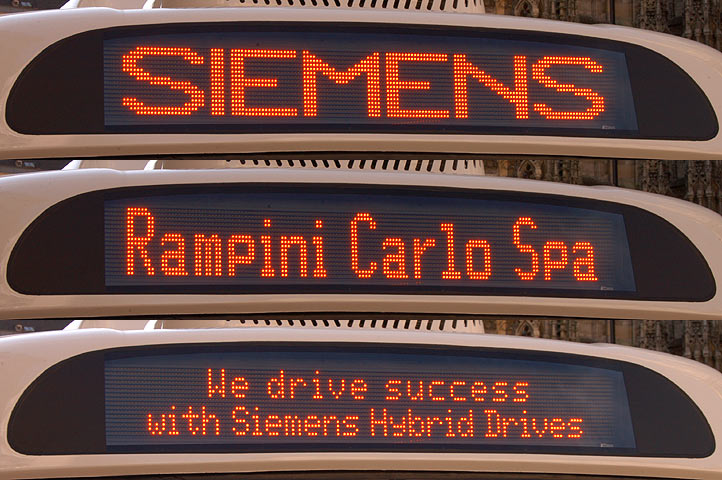 SIEMENS
Rampini Carlo Spa
We drive success
with Siemens Hybrid Drives